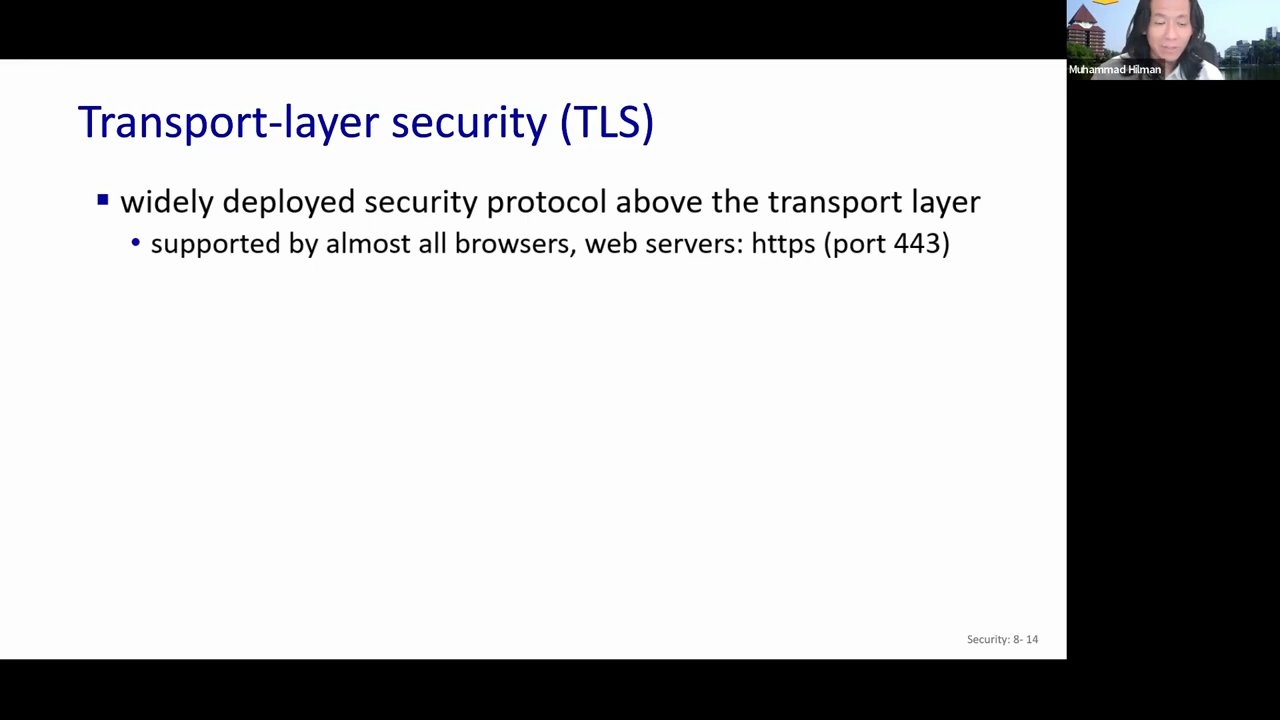 Muhammad Hilman
Transport-layer security (TLS)
▪ widely deployed security protocol above the transport layer
• supported by almost all browsers, web servers: https (port 443)
Security: 8- 14